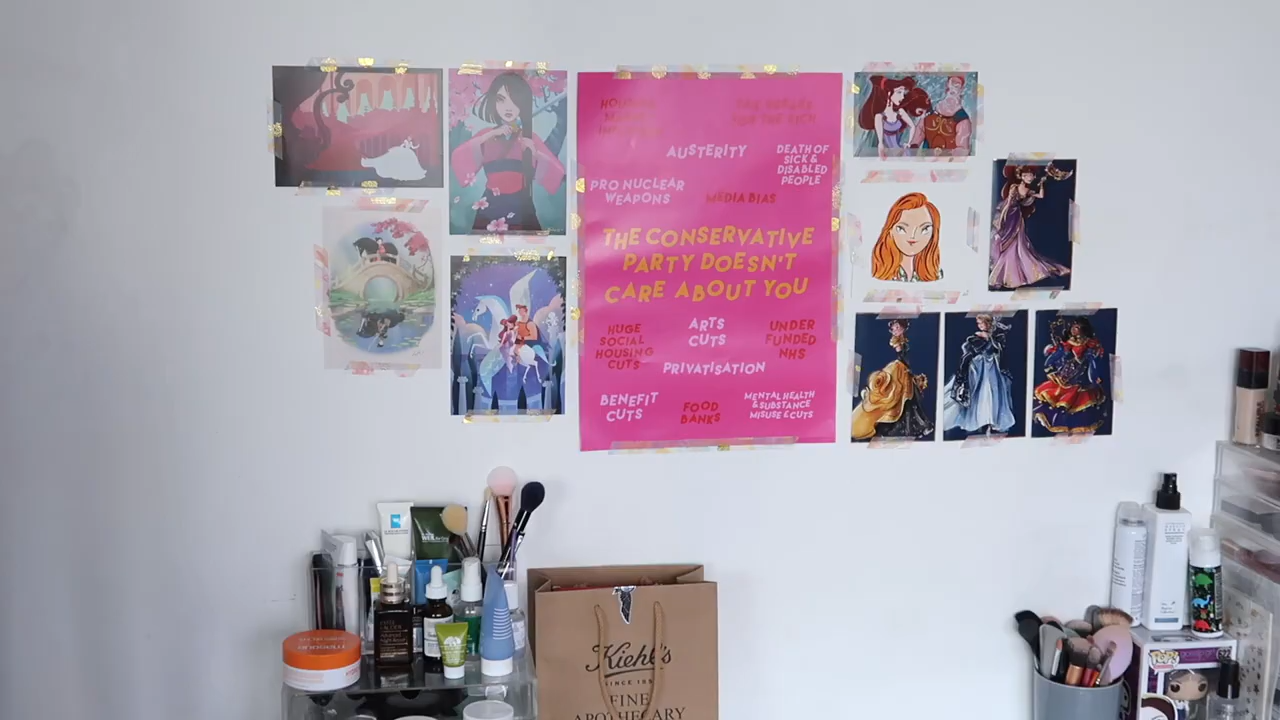 HOUSING
MARKET
TAX BREAKS
FOR THE RICH
AUSTERITY
DEATH OF
SICK &
DISABLED
PEOPLE
PRO NUCLEAR
WEAPONS
MEDIA BIAS
THE CONSERVATIVE
PARTY DOESN'T
CARE ABOUT YOU
HUGE
SOCIAL
HOUSING
CUTS
ARTS
CUTS
UNDER
FUNDED
NHS
PRIVATISATION
BENEFIT
CUTS
FOOD
BANKS
MENTAL HEALTH
& SUBSTANCE
MISUSE CUTS
Kiehl's
SINCE 185
FINE
APOTHECARY
POP!